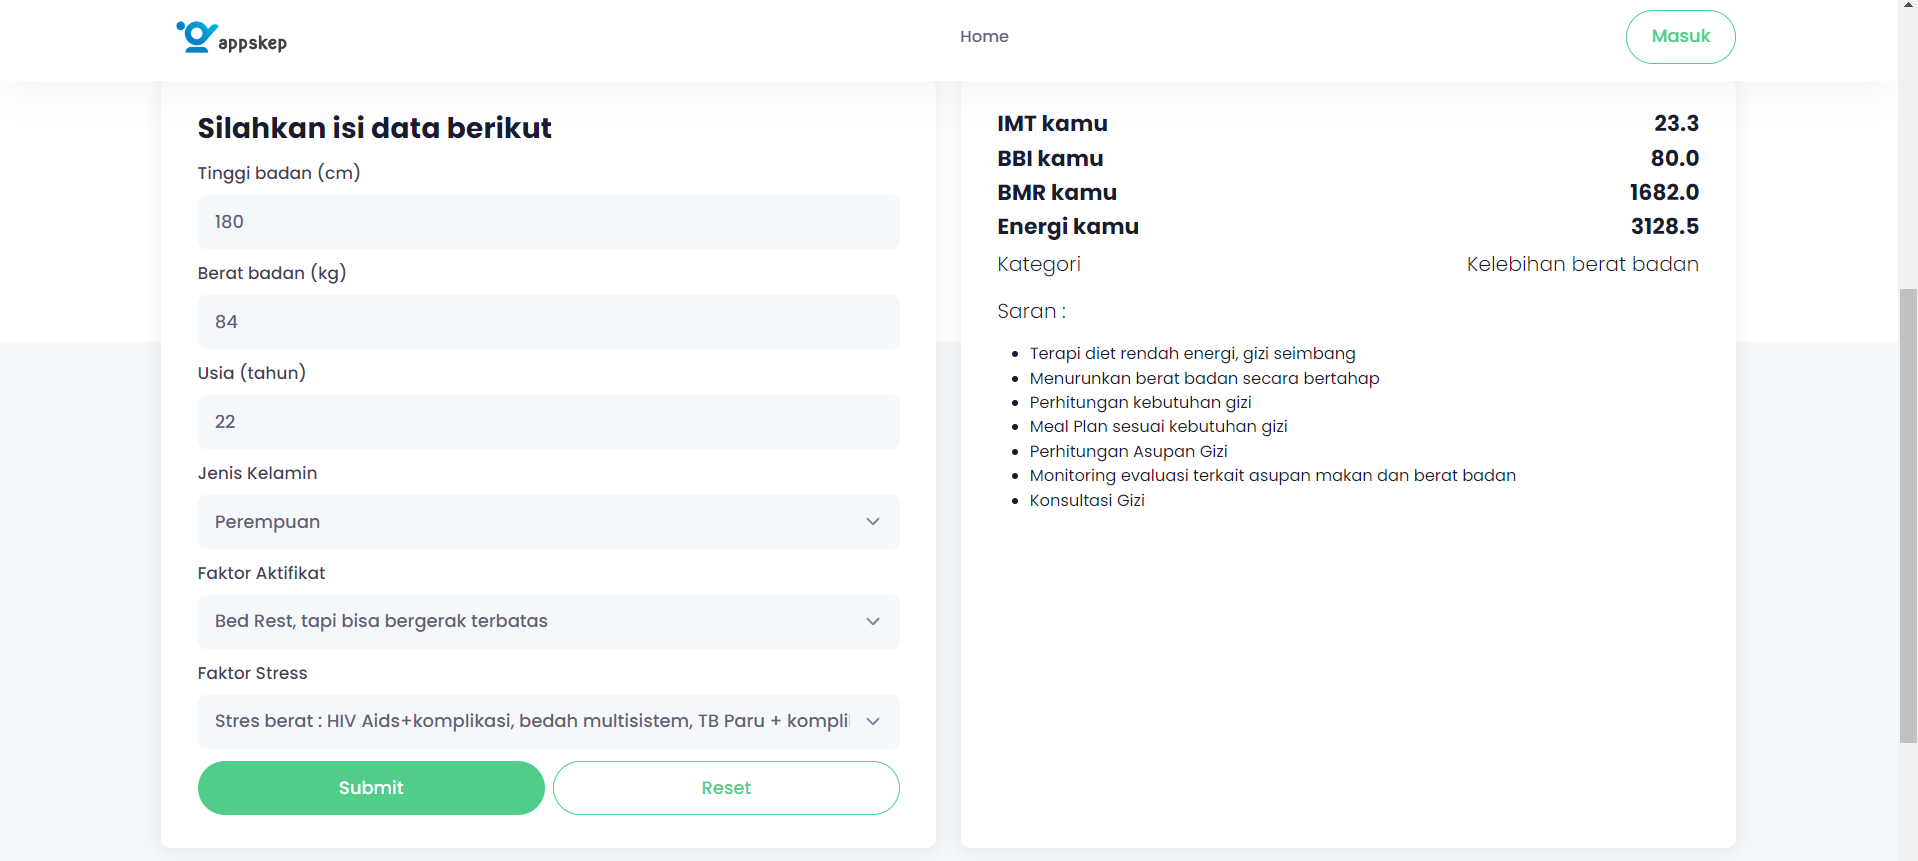 appskep
Home
Masuk
Silahkan isi data berikut
Tinggi badan (cm)
180
Berat badan (kg)
84
Usia (tahun)
22
Jenis Kelamin
Perempuan
Faktor Aktifikat
Bed Rest, tapi bisa bergerak terbatas
Faktor Stress
Stres berat : HIV Aids+komplikasi, bedah multisistem, TB Paru + kompli
Submit
Reset
IMT kamu 23.3
BBI kamu 80.0
BMR kamu 1682.0
Energi kamu 3128.5
Kategori Kelebihan berat badan
Saran :
Terapi diet rendah energi, gizi seimbang
Menurunkan berat badan secara bertahap
Perhitungan kebutuhan gizi
Meal Plan sesuai kebutuhan gizi
Perhitungan Asupan Gizi
Monitoring evaluasi terkait asupan makan dan berat badan
Konsultasi Gizi